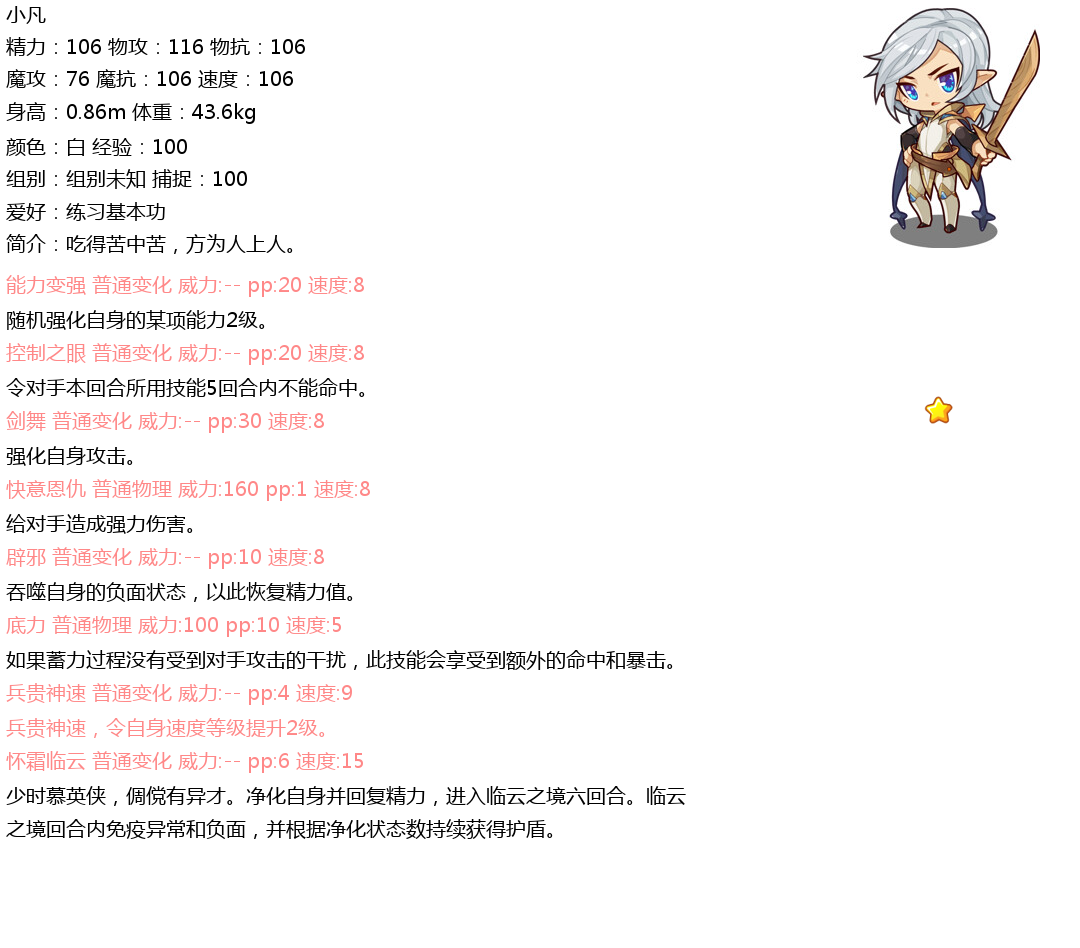 小凡
精力：106 物攻：116 物抗：106
魔攻：76 魔抗：106 速度：106
身高：0.86m 体重：43.6kg
颜色：白 经验：100
组别：组别未知 捕捉：100
爱好：练习基本功
简介：吃得苦中苦，方为人上人。
能力变强 普通变化 威力:-- pp:20 速度:8
随机强化自身的某项能力2级。
控制之眼 普通变化 威力:-- pp:20 速度:8
令对手本回合所用技能5回合内不能命中。
剑舞 普通变化 威力:-- pp:30 速度:8
强化自身攻击。
快意恩仇 普通物理 威力:160 pp:1 速度:8
给对手造成强力伤害。
辟邪 普通变化 威力:-- pp:10 速度:8
吞噬自身的负面状态，以此恢复精力值。
底力 普通物理 威力:100 pp:10 速度:5
如果蓄力过程没有受到对手攻击的干扰，此技能会享受到额外的命中和暴击。
兵贵神速 普通变化 威力:-- pp:4 速度:9
兵贵神速，令自身速度等级提升2级。
怀霜临云 普通变化 威力:-- pp:6 速度:15
少时慕英侠，倜傥有异才。净化自身并回复精力，进入临云之境六回合。临云
之境回合内免疫异常和负面，并根据净化状态数持续获得护盾。